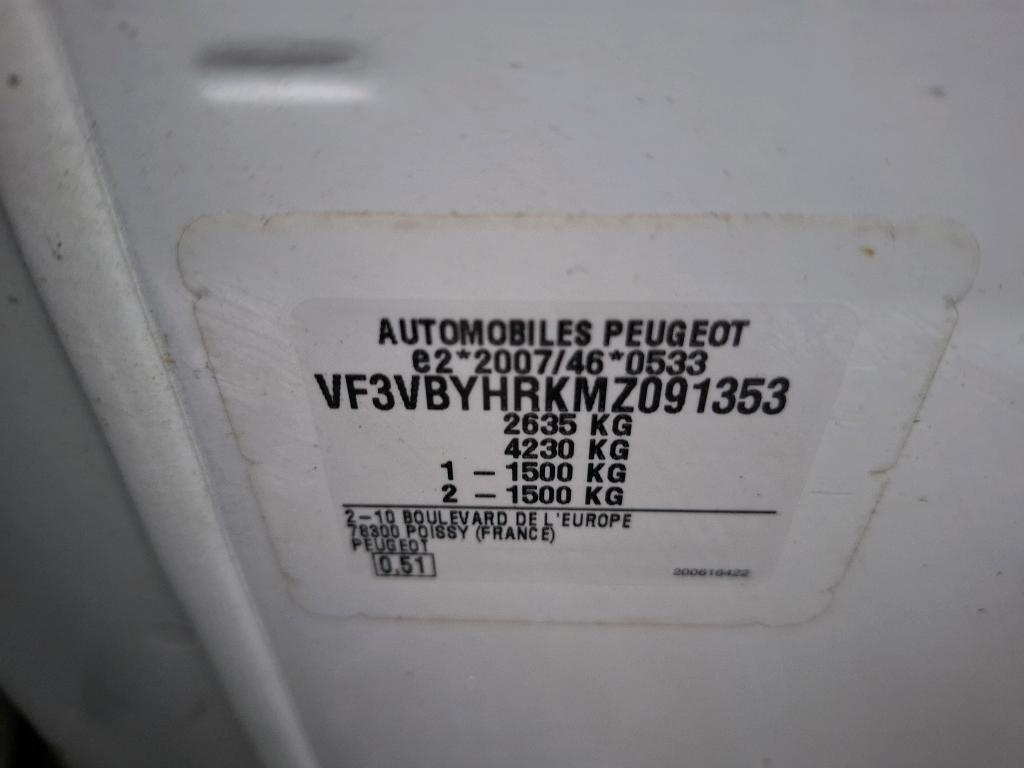 AUTOMOBILES PEUGEOT
e2*2007/46*0533
VF3VBYHRKMZ091353
2635 KG
4230 KG
1 – 1500 KG
2 – 1500 KG
2–10 BOULEVARD DE L'EUROPE
78300 POISSY (FRANCE)
PEUGEOT
0.51
200616422